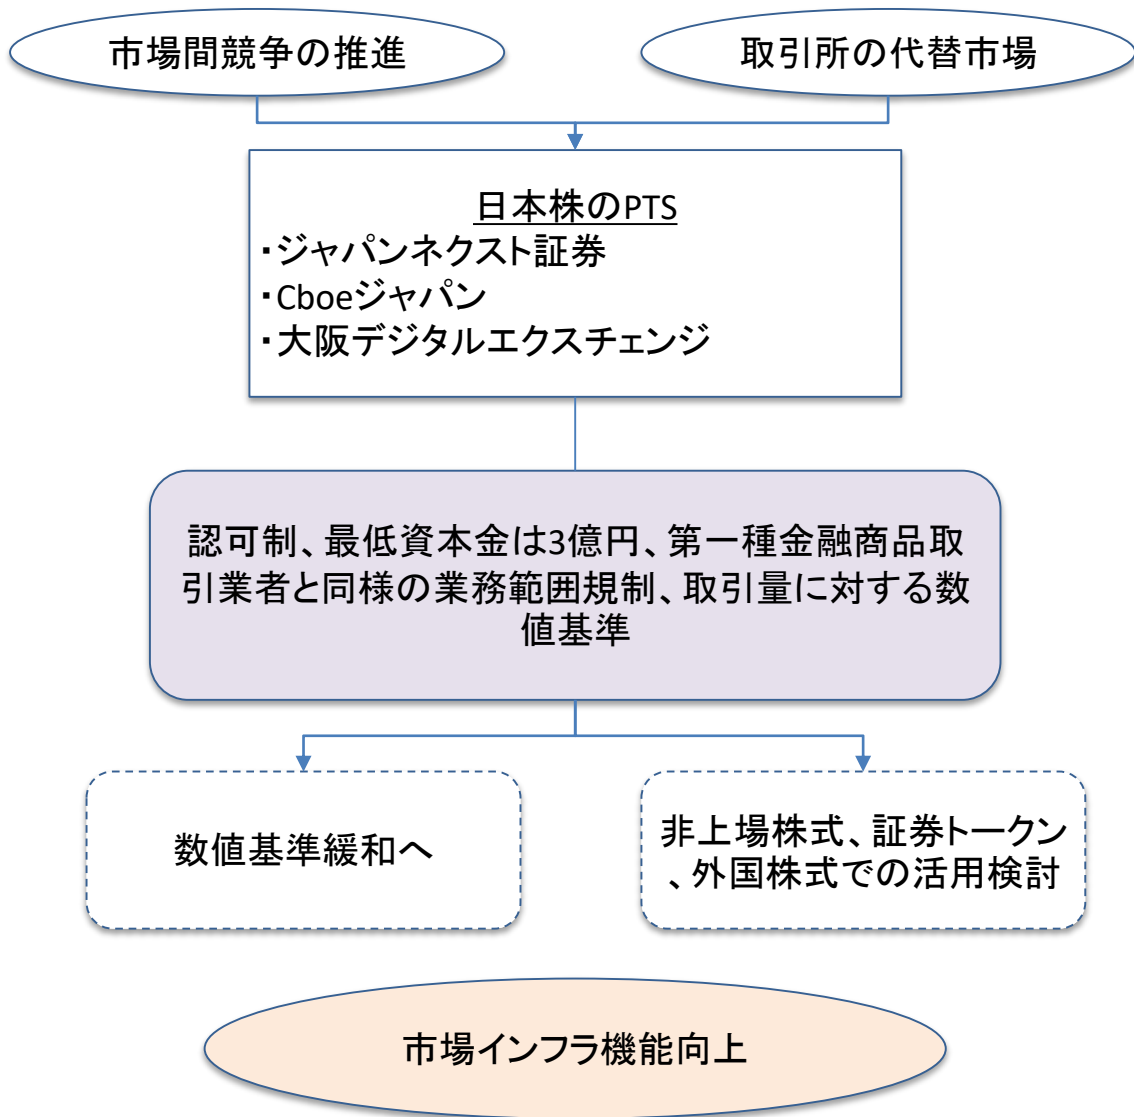 市場間競争の推進
取引所の代替市場
日本株のPTS
・ジャパンネクスト証券
・Cboeジャパン
・大阪デジタルエクスチェンジ
認可制、最低資本金は3億円、第一種金融商品取
引業者と同様の業務範囲規制、取引量に対する数
値基準
数値基準緩和へ
非上場株式、証券トークン
、外国株式での活用検討
市場インフラ機能向上